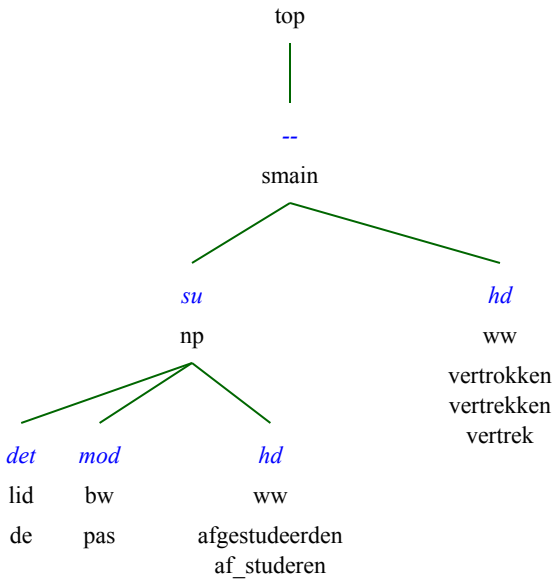 top
--
smain
su hd
np ww
vertrokken
vertrekken
vertrek
det mod hd
lid bw ww
de pas afgestudeerden
af_studeren